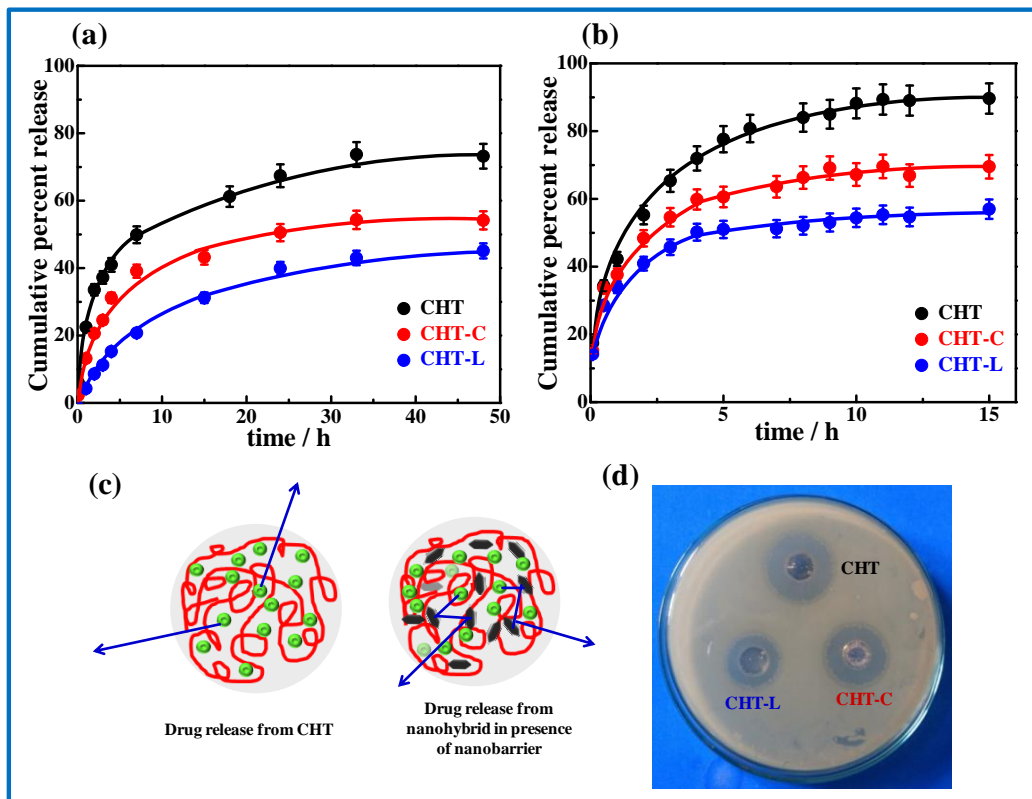 (a)
Cumulative percent release
100
80
60
40
20
0
0
10
20
30
40
50
time / h
CHT
CHT-C
CHT-L
(b)
Cumulative percent release
100
80
60
40
20
0
0
5
10
15
time / h
CHT
CHT-C
CHT-L
(c)
Drug release from CHT
Drug release from
nanohybrid in presence
of nanobarrier
(d)
CHT
CHT-L
CHT-C